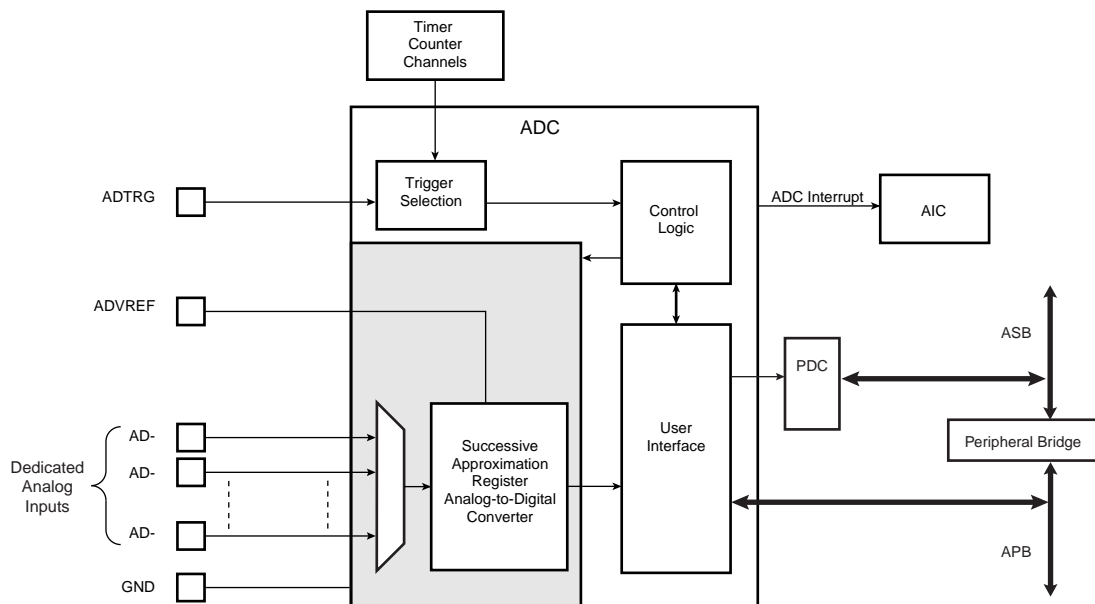 Timer
Counter
Channels
ADC
ADTRG
Trigger
Selection
Control
Logic
ADC Interrupt
AIC
ADVREF
ASB
PDC
User
Interface
Peripheral Bridge
Dedicated
Analog
Inputs
AD-
AD-
AD-
Successive
Approximation
Register
Analog-to-Digital
Converter
APB
GND